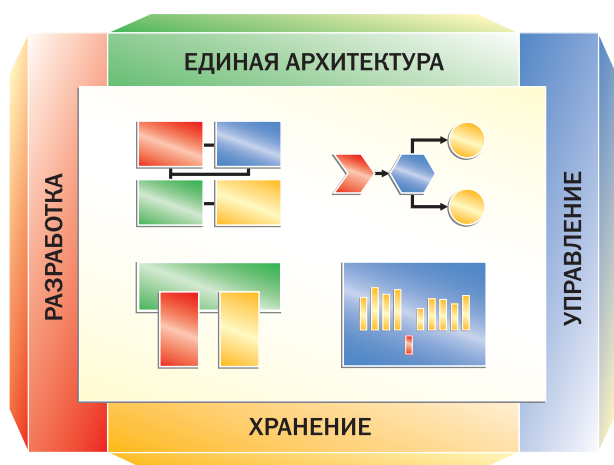 ЕДИНАЯ АРХИТЕКТУРА
РАЗРАБОТКА
УПРАВЛЕНИЕ
ХРАНЕНИЕ